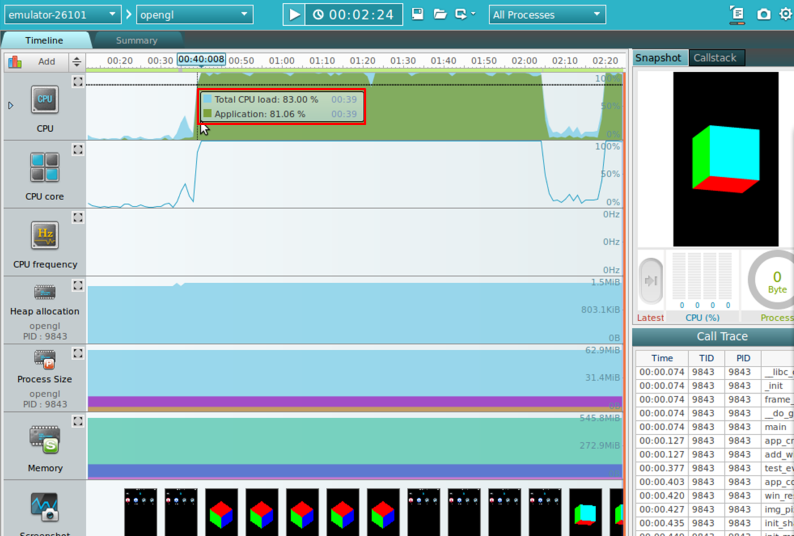 emulator-26101
opengl
00:02:24
All Processes
Timeline
Summary
Add
00:20
00:30
00:40:008
00:50
01:00
01:10
01:20
01:30
01:40
01:50
02:00
02:10
02:20
CPU
CPU
100%
50%
0%
Total CPU load: 83.00 % 00:39
Application: 81.06 % 00:39
CPU core
100%
50%
0%
Hz
CPU frequency
0Hz
0Hz
0Hz
Heap allocation
opengl
PID : 9843
1.5MiB
803.1KiB
0B
Process Size
opengl
PID : 9843
62.9MiB
31.4MiB
S
Memory
545.8MiB
272.9MiB
Screenshot
Snapshot
Callstack
0
Byte
0 0 0 0
Latest
CPU (%)
Process
Call Trace
Time TID PID
00:00.074 9843 9843 __libc_
00:00.074 9843 9843 _init
00:00.074 9843 9843 frame_
00:00.074 9843 9843 __do_g
00:00.074 9843 9843 main
00:00.127 9843 9843 app_cr
00:00.127 9843 9843 add_w
00:00.377 9843 9843 test_e
00:00.403 9843 9843 app_co
00:00.420 9843 9843 win_re
00:00.427 9843 9843 img_pi
00:00.435 9843 9843 init_sh